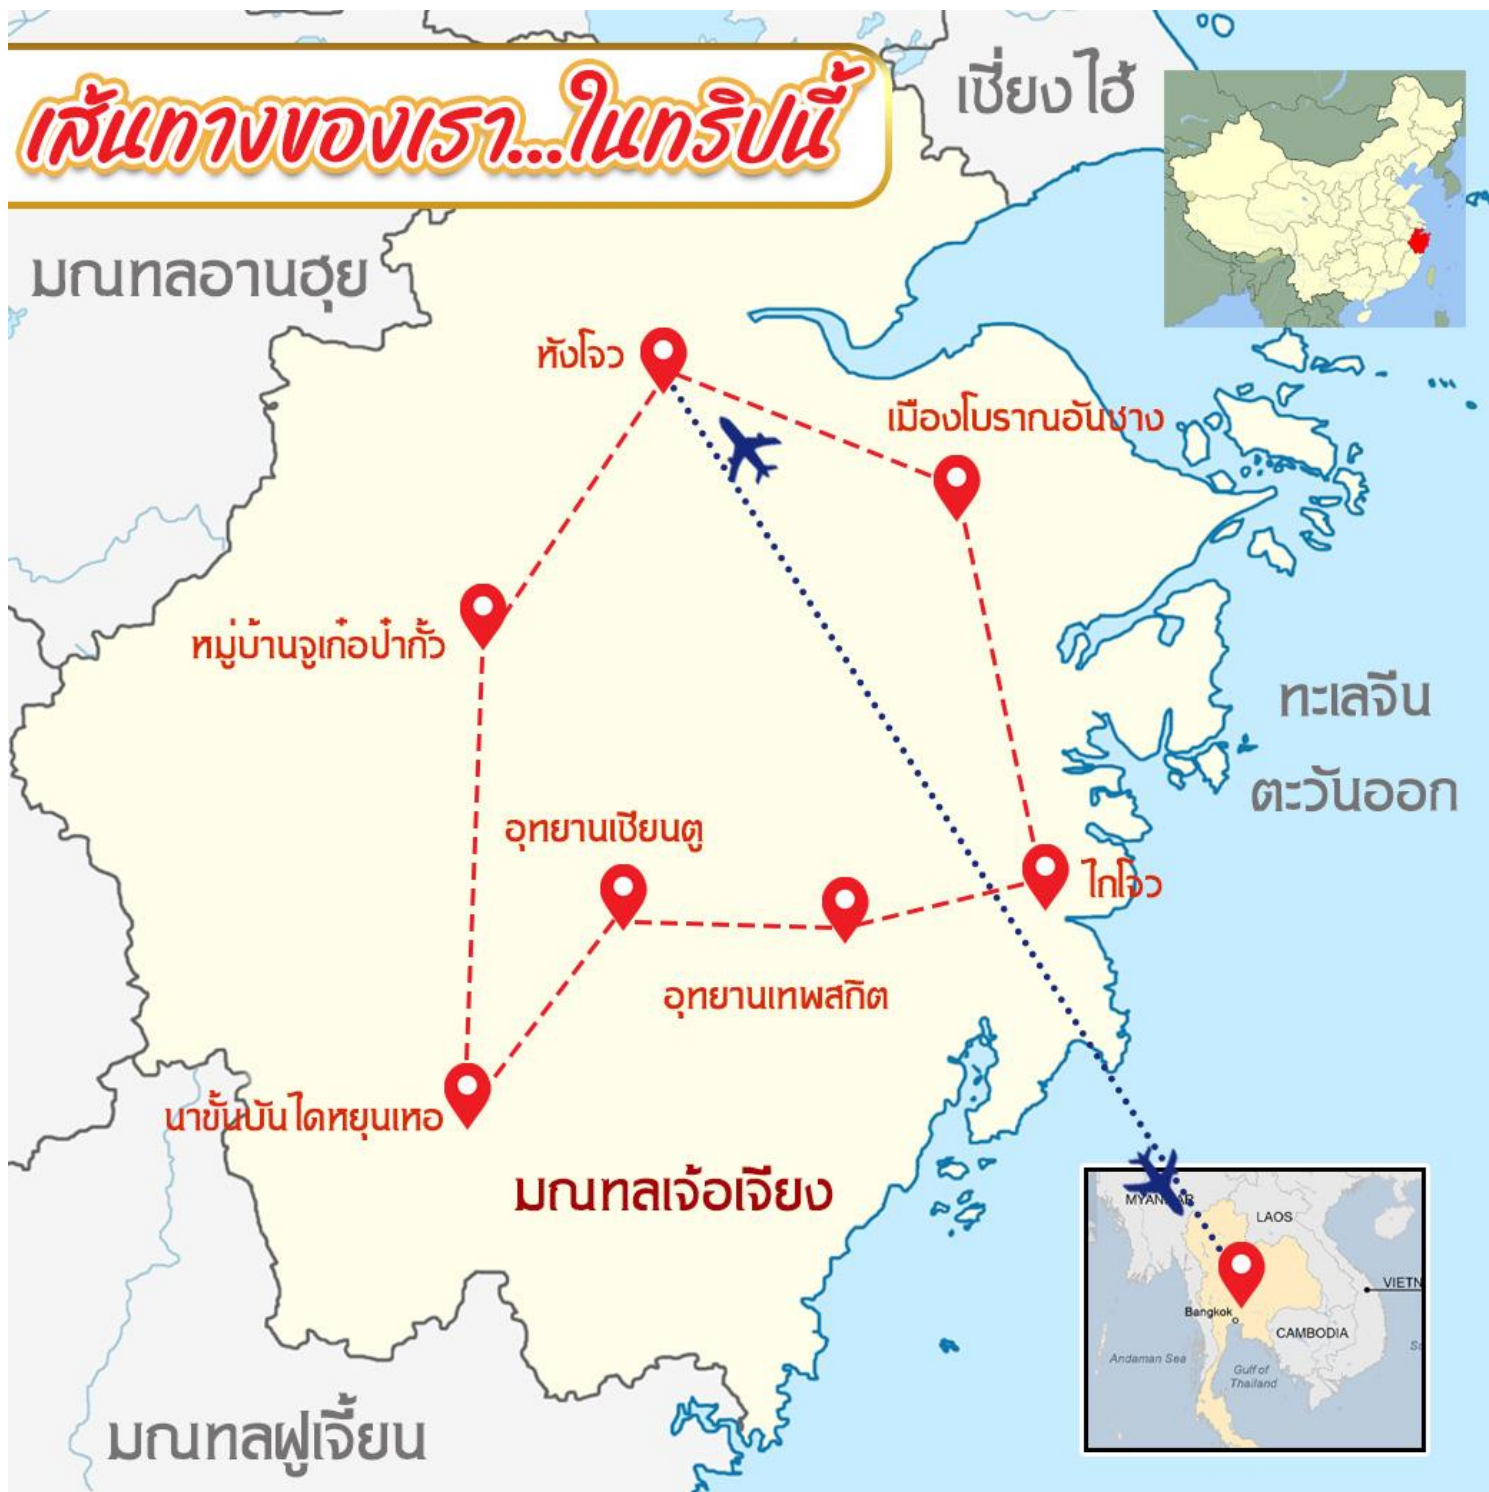 เส้นทางของเรา...ในทริปนี้
เซี่ยงไฮ้
มณฑลอานฮุย
หังโจว
เมืองโบราณอันชาง
หมู่บ้านจูเก๋อป๋ากั้ว
ทะเลจีน
ตะวันออก
อุทยานเซียนตู
ไถโจว
อุทยานเทพสถิต
นาขั้นบันไดหยุนเหอ
มณฑลเจ้อเจียง
MYANMAR
LAOS
VIETN
Bangkok
CAMBODIA
Andaman Sea
Gulf of
Thailand
มณฑลฝูเจี้ยน